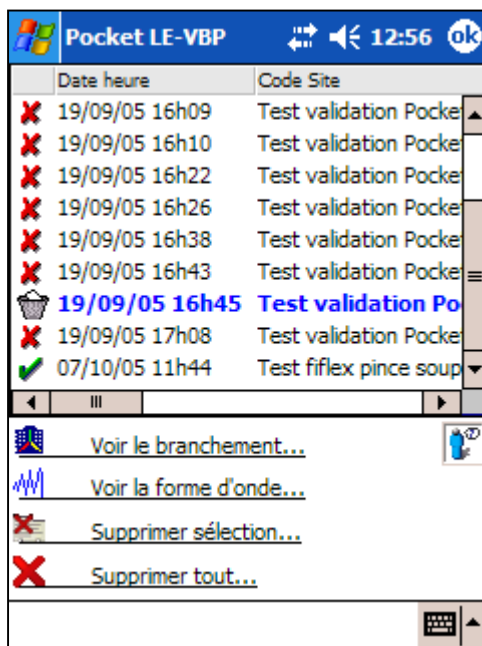 Pocket LE-VBP 12:56 ok
Date heure Code Site
19/09/05 16h09 Test validation Pocke
19/09/05 16h10 Test validation Pocke
19/09/05 16h22 Test validation Pocke
19/09/05 16h26 Test validation Pocke
19/09/05 16h38 Test validation Pocke
19/09/05 16h43 Test validation Pocke
19/09/05 16h45 Test validation Po
19/09/05 17h08 Test validation Pocke
07/10/05 11h44 Test fiflex pince soup
Voir le branchement...
Voir la forme d'onde...
Supprimer sélection...
Supprimer tout...